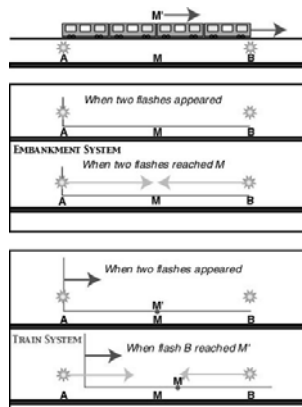 M'
A M B
When two flashes appeared
A M B
EMBANKMENT SYSTEM
When two flashes reached M
A M B
When two flashes appeared
M'
A M B
TRAIN SYSTEM
When flash B reached M'
M'
A M B